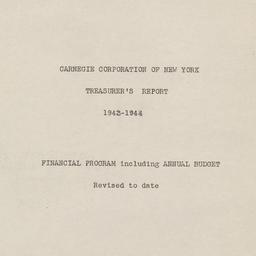 CARNEGIE CORPORATION OF NEW YORK
TREASURER'S REPORT
1943-1944
FINANCIAL PROGRAM including ANNUAL BUDGET
Revised to date